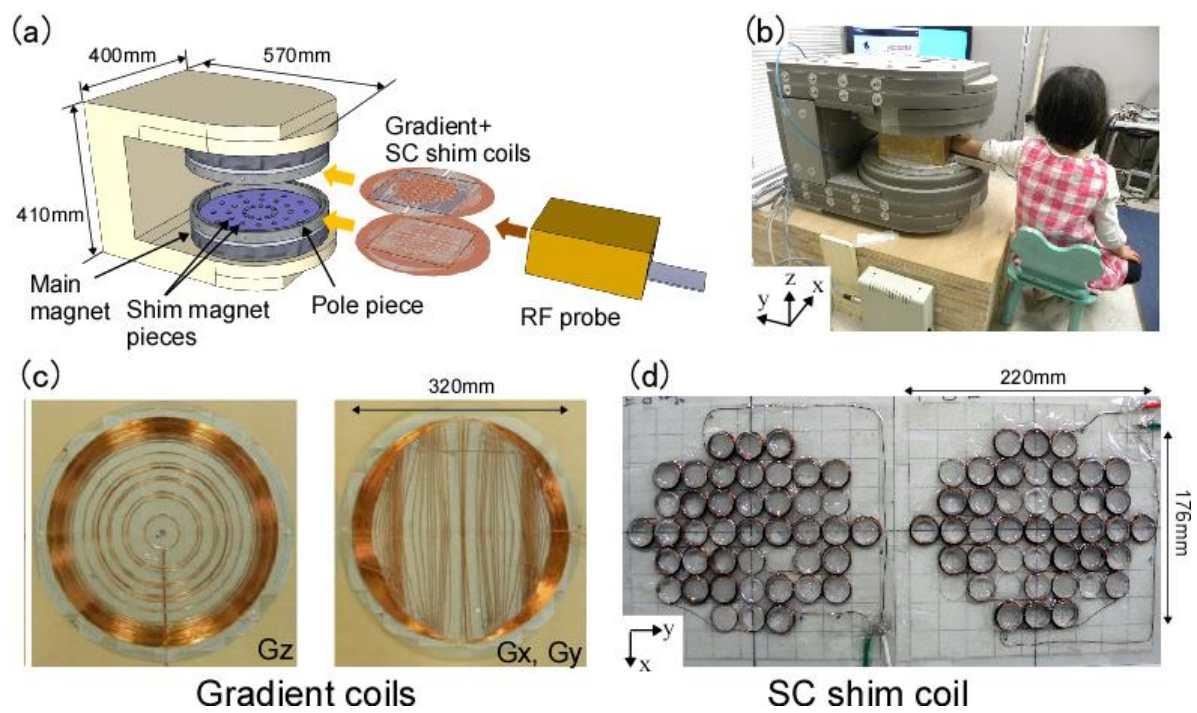 (a)
400mm
570mm
Gradient+
SC shim coils
410mm
Main
magnet
Shim magnet
pieces
Pole piece
RF probe
(b)
z
y
x
(c)
320mm
Gz
Gx, Gy
Gradient coils
(d)
220mm
176mm
y
x
SC shim coil